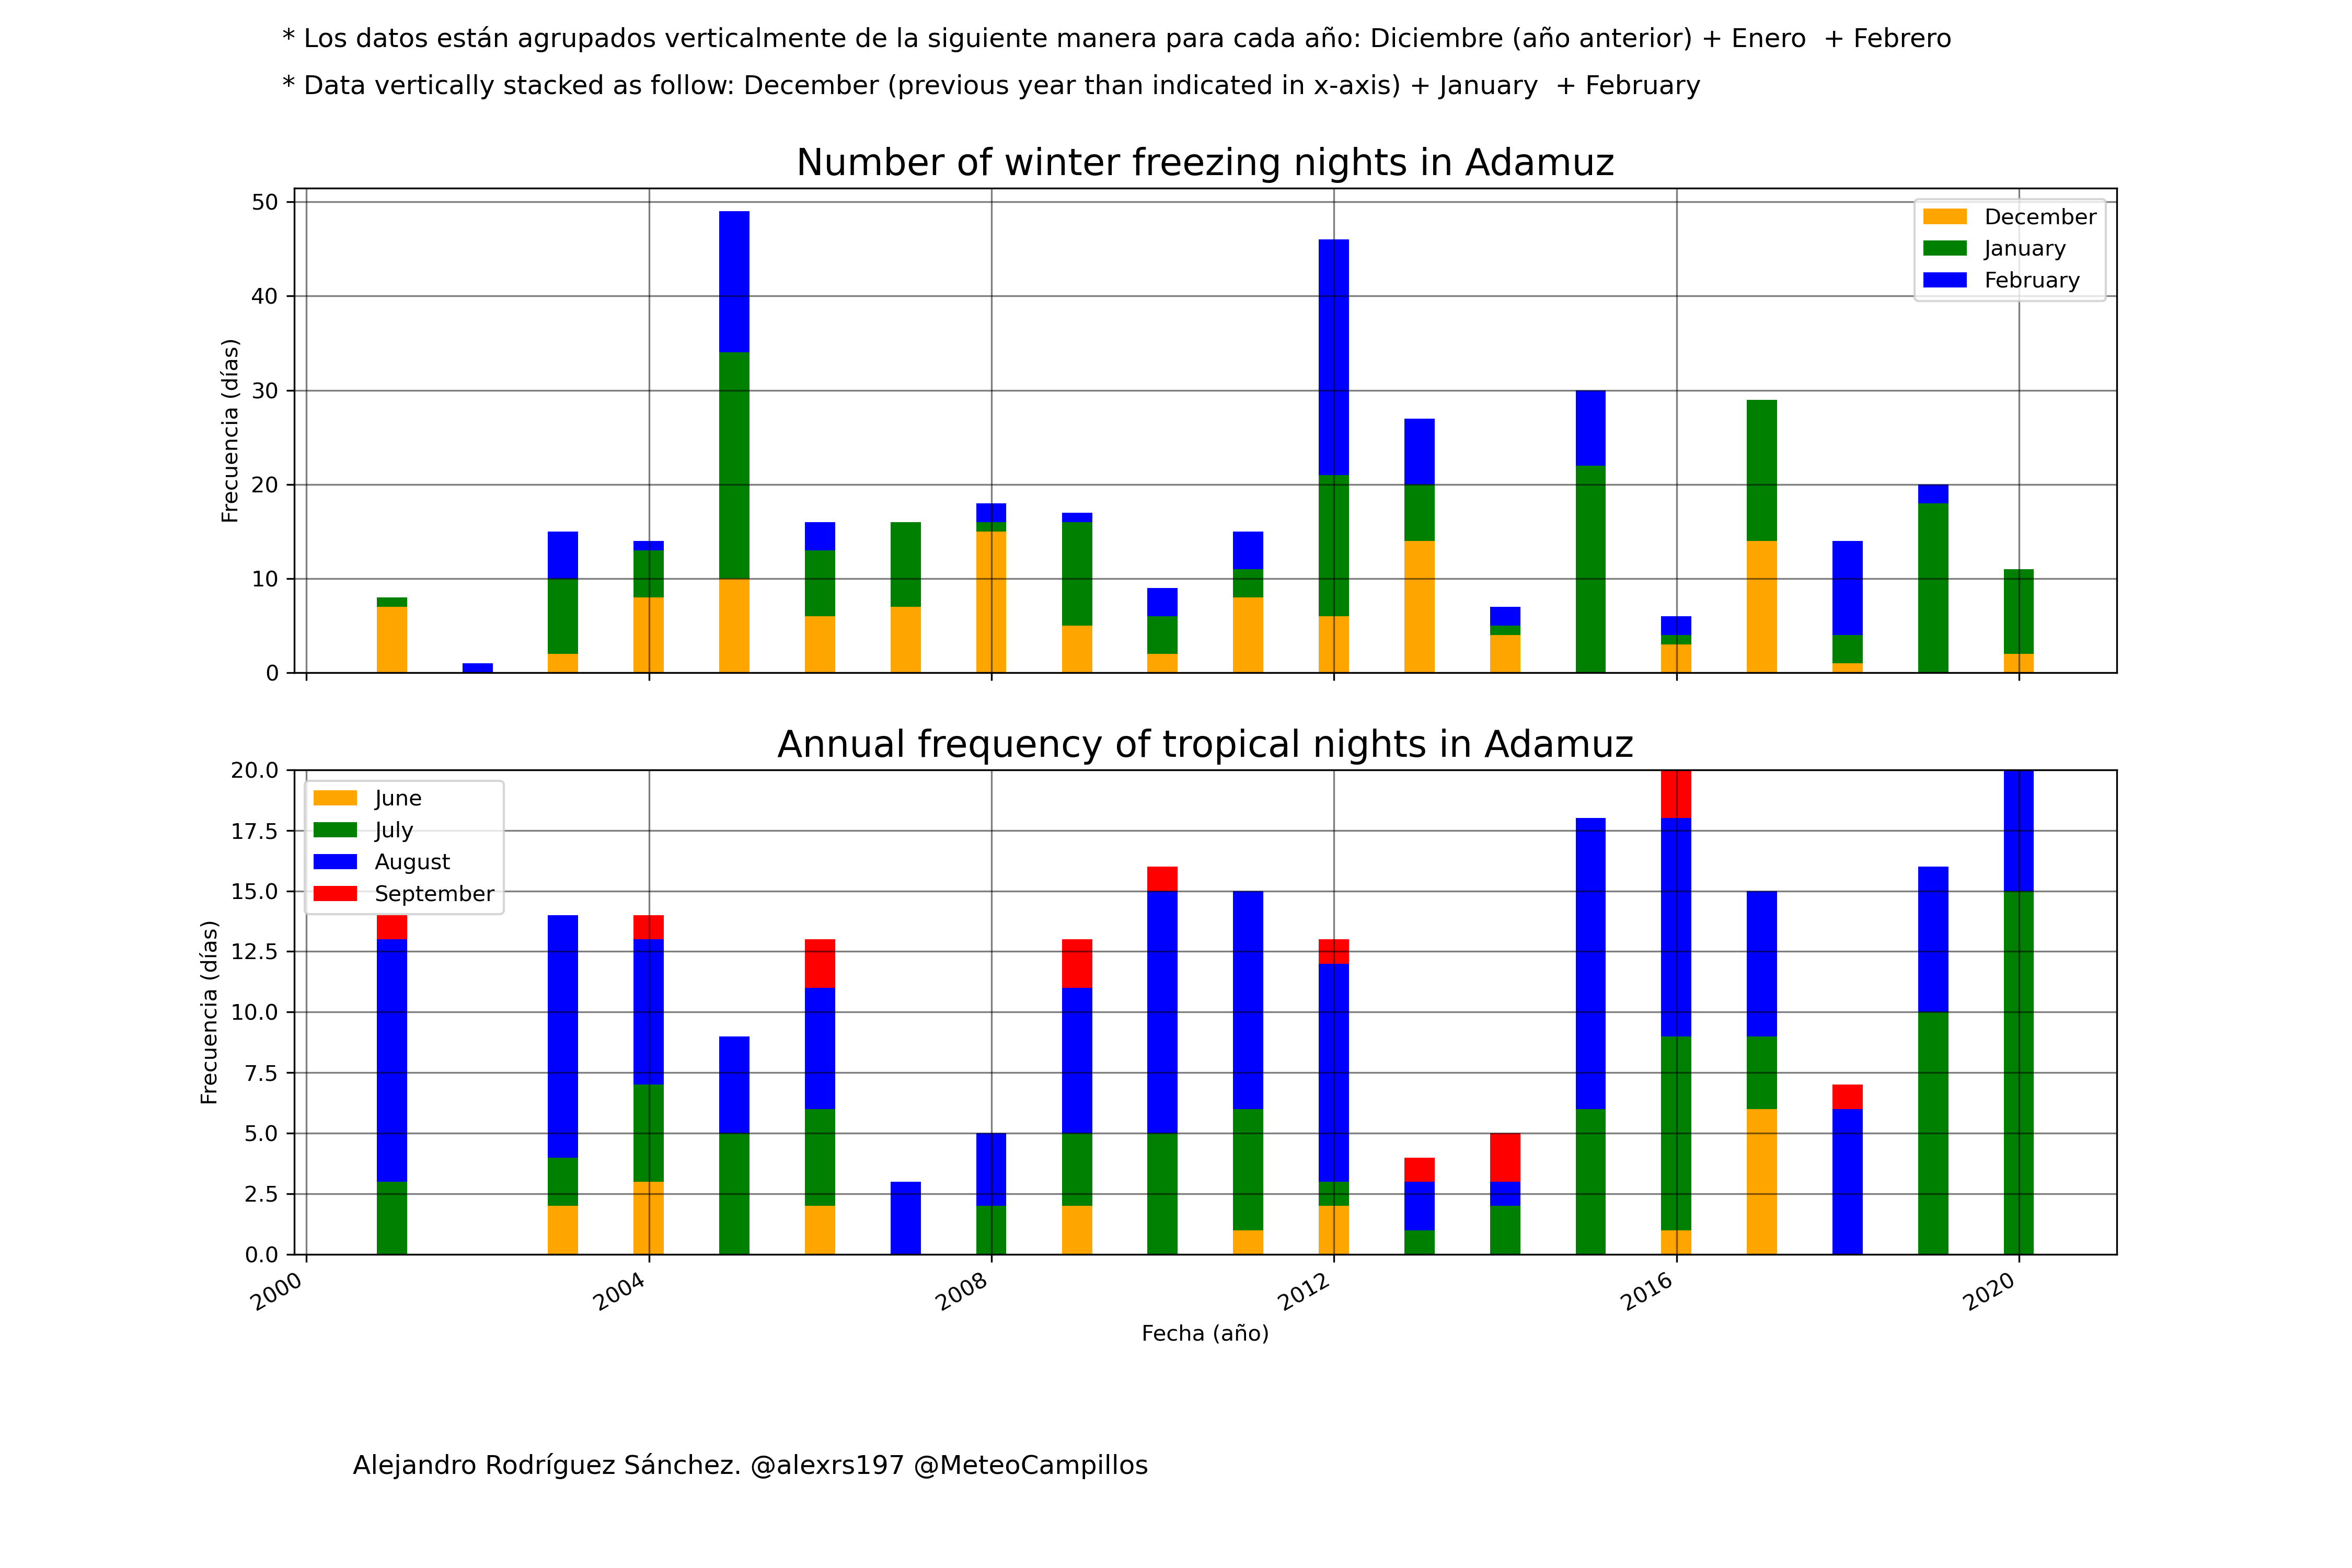 * Los datos están agrupados verticalmente de la siguiente manera para cada año: Diciembre (año anterior) + Enero  + Febrero
* Data vertically stacked as follow: December (previous year than indicated in x-axis) + January  + February
Number of winter freezing nights in Adamuz
50
40
30
20
10
0
Frecuencia (días)
December
January
February
Annual frequency of tropical nights in Adamuz
20.0
17.5
15.0
12.5
10.0
7.5
5.0
2.5
0.0
Frecuencia (días)
June
July
August
September
2000
2004
2008
2012
2016
2020
Fecha (año)
Alejandro Rodríguez Sánchez. @alexrs197 @MeteoCampillos